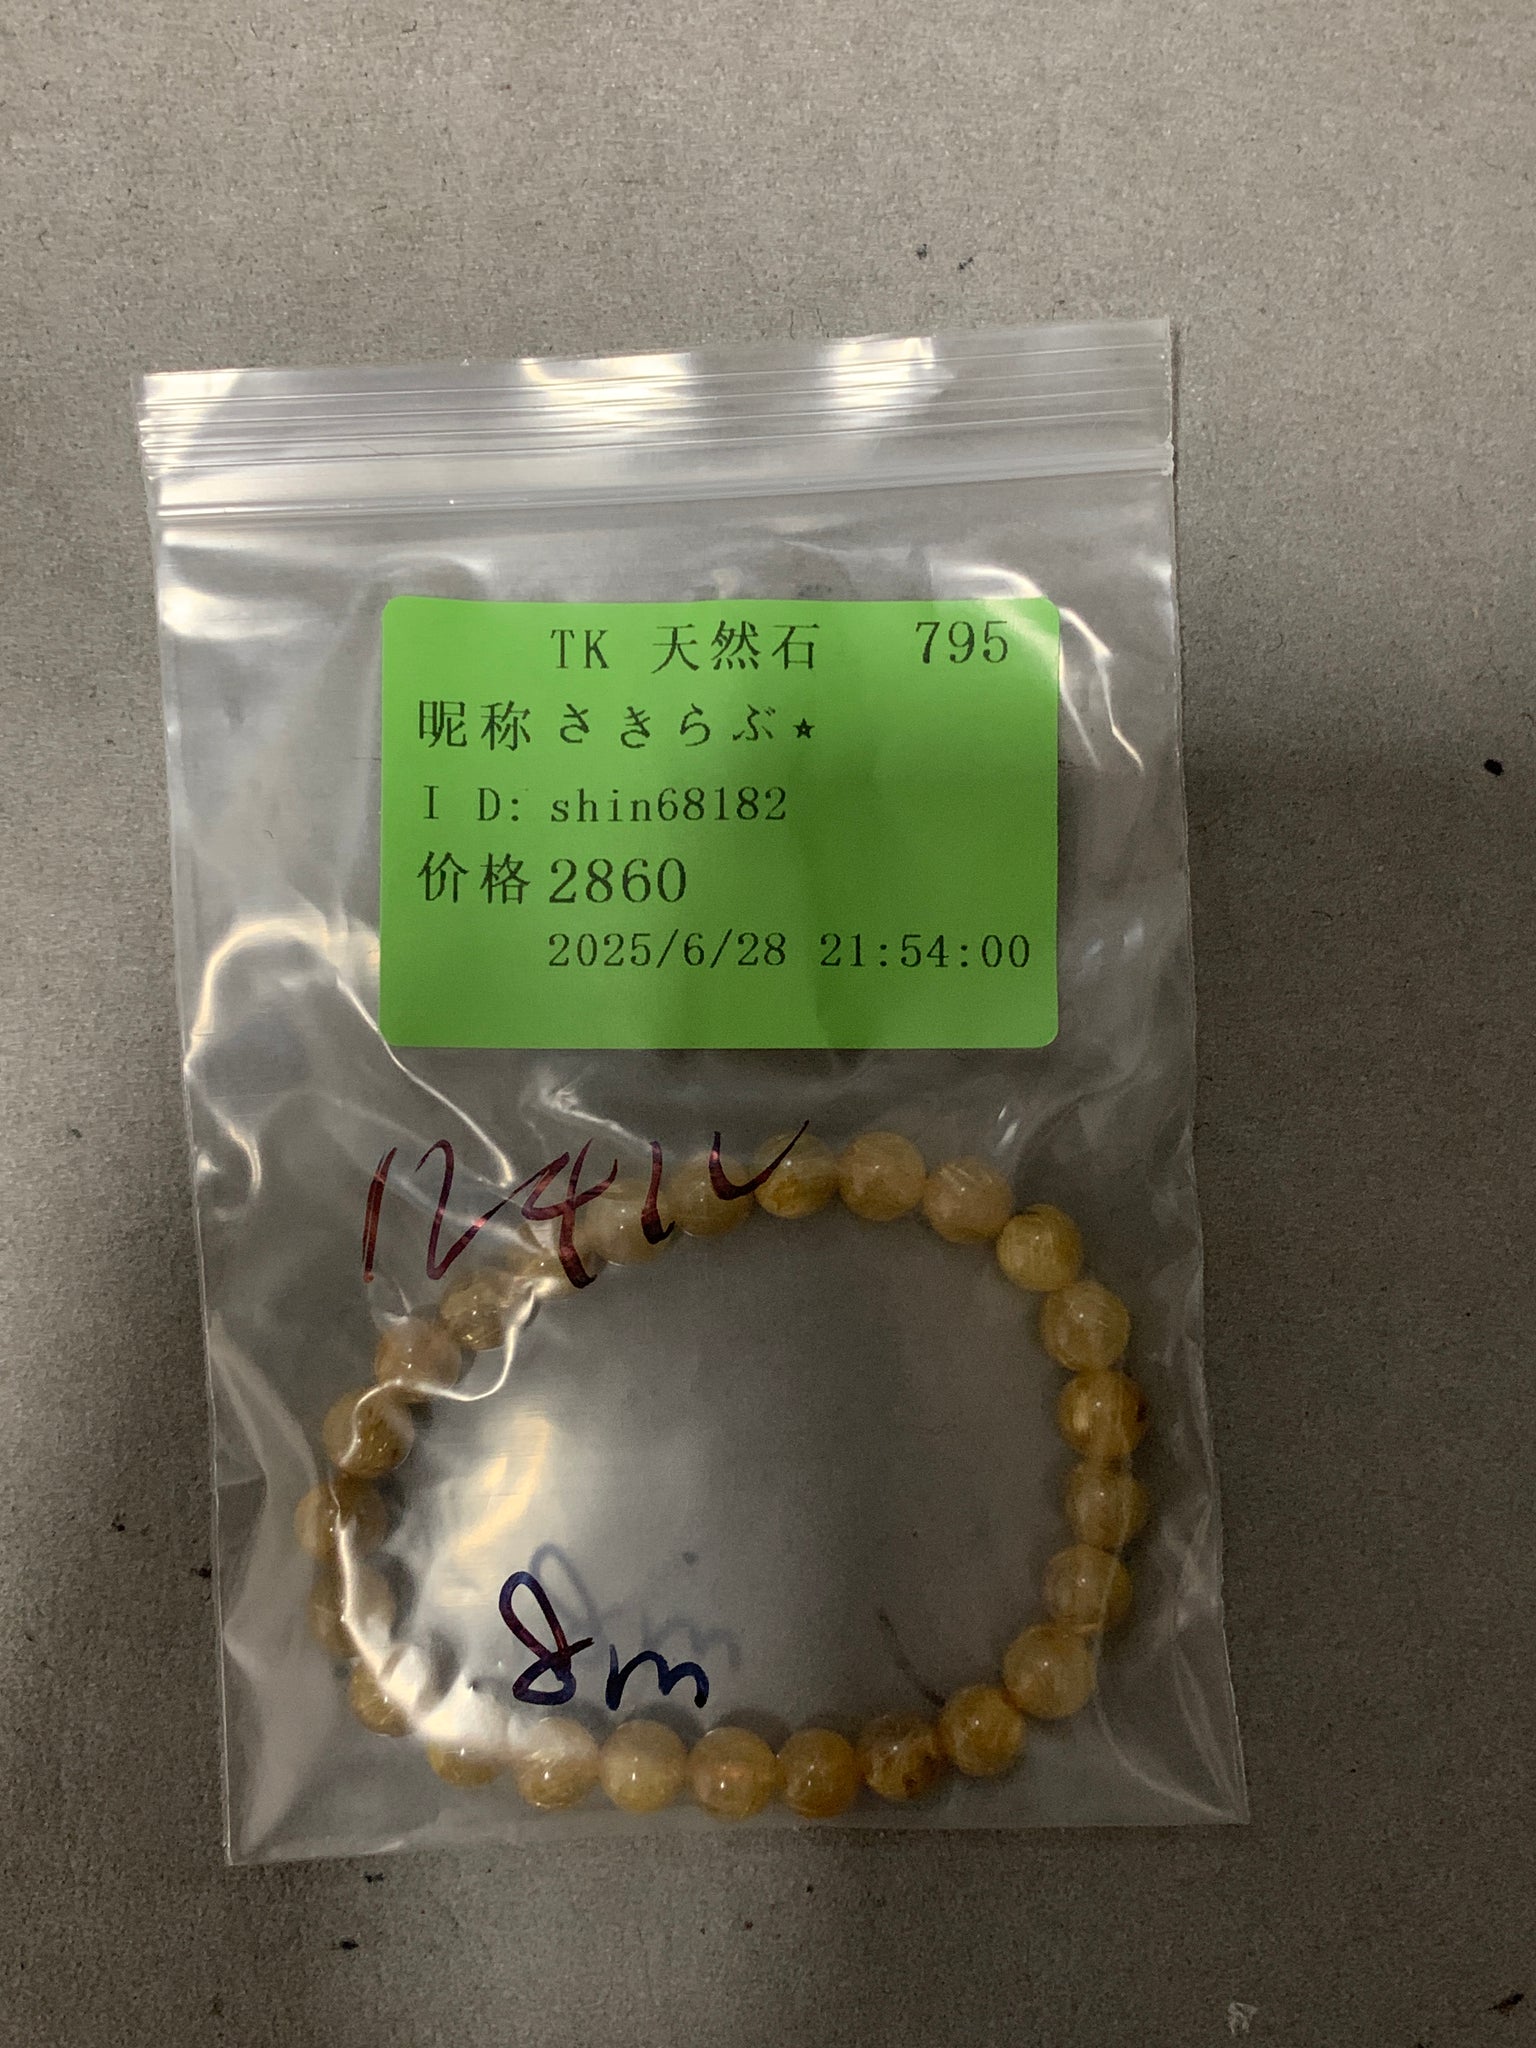 TK 天然石 795
昵称 さきらぶ★
I D: shin68182
价格 2860
2025/6/28 21:54:00
8m